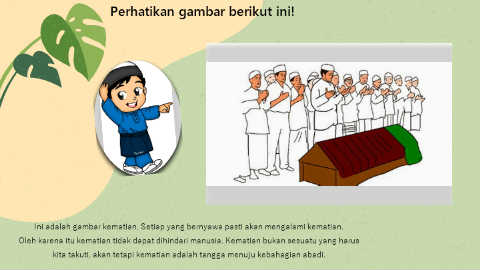 Perhatikan gambar berikut ini!
Ini adalah gambar kematian. Setiap yang bernyawa pasti akan mengalami kematian.
Oleh karena itu kematian tidak dapat dihindari manusia. Kematian bukan sesuatu yang harus
kita takuti, akan tetapi kematian adalah tangga menuju kebahagian abadi.